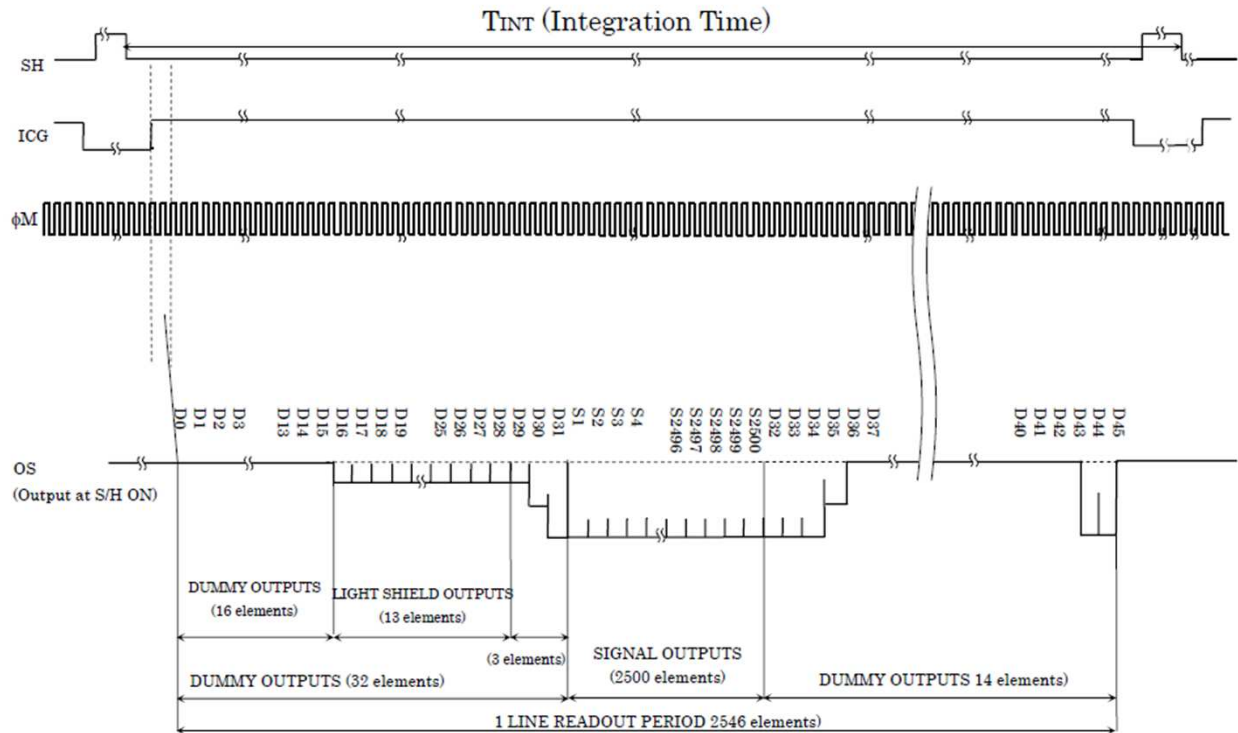 TINT (Integration Time)
SH
ICG
ϕM
D0
D1
D2
D3
D13
D14
D15
D16
D17
D18
D19
D25
D26
D27
D28
D29
D30
D31
S1
S2
S3
S4
S2496
S2497
S2498
S2499
S2500
D32
D33
D34
D35
D36
D37
D40
D41
D42
D43
D44
D45
OS
(Output at S/H ON)
DUMMY OUTPUTS
(16 elements)
LIGHT SHIELD OUTPUTS
(13 elements)
(3 elements)
SIGNAL OUTPUTS
(2500 elements)
DUMMY OUTPUTS (32 elements)
DUMMY OUTPUTS 14 elements)
1 LINE READOUT PERIOD 2546 elements)